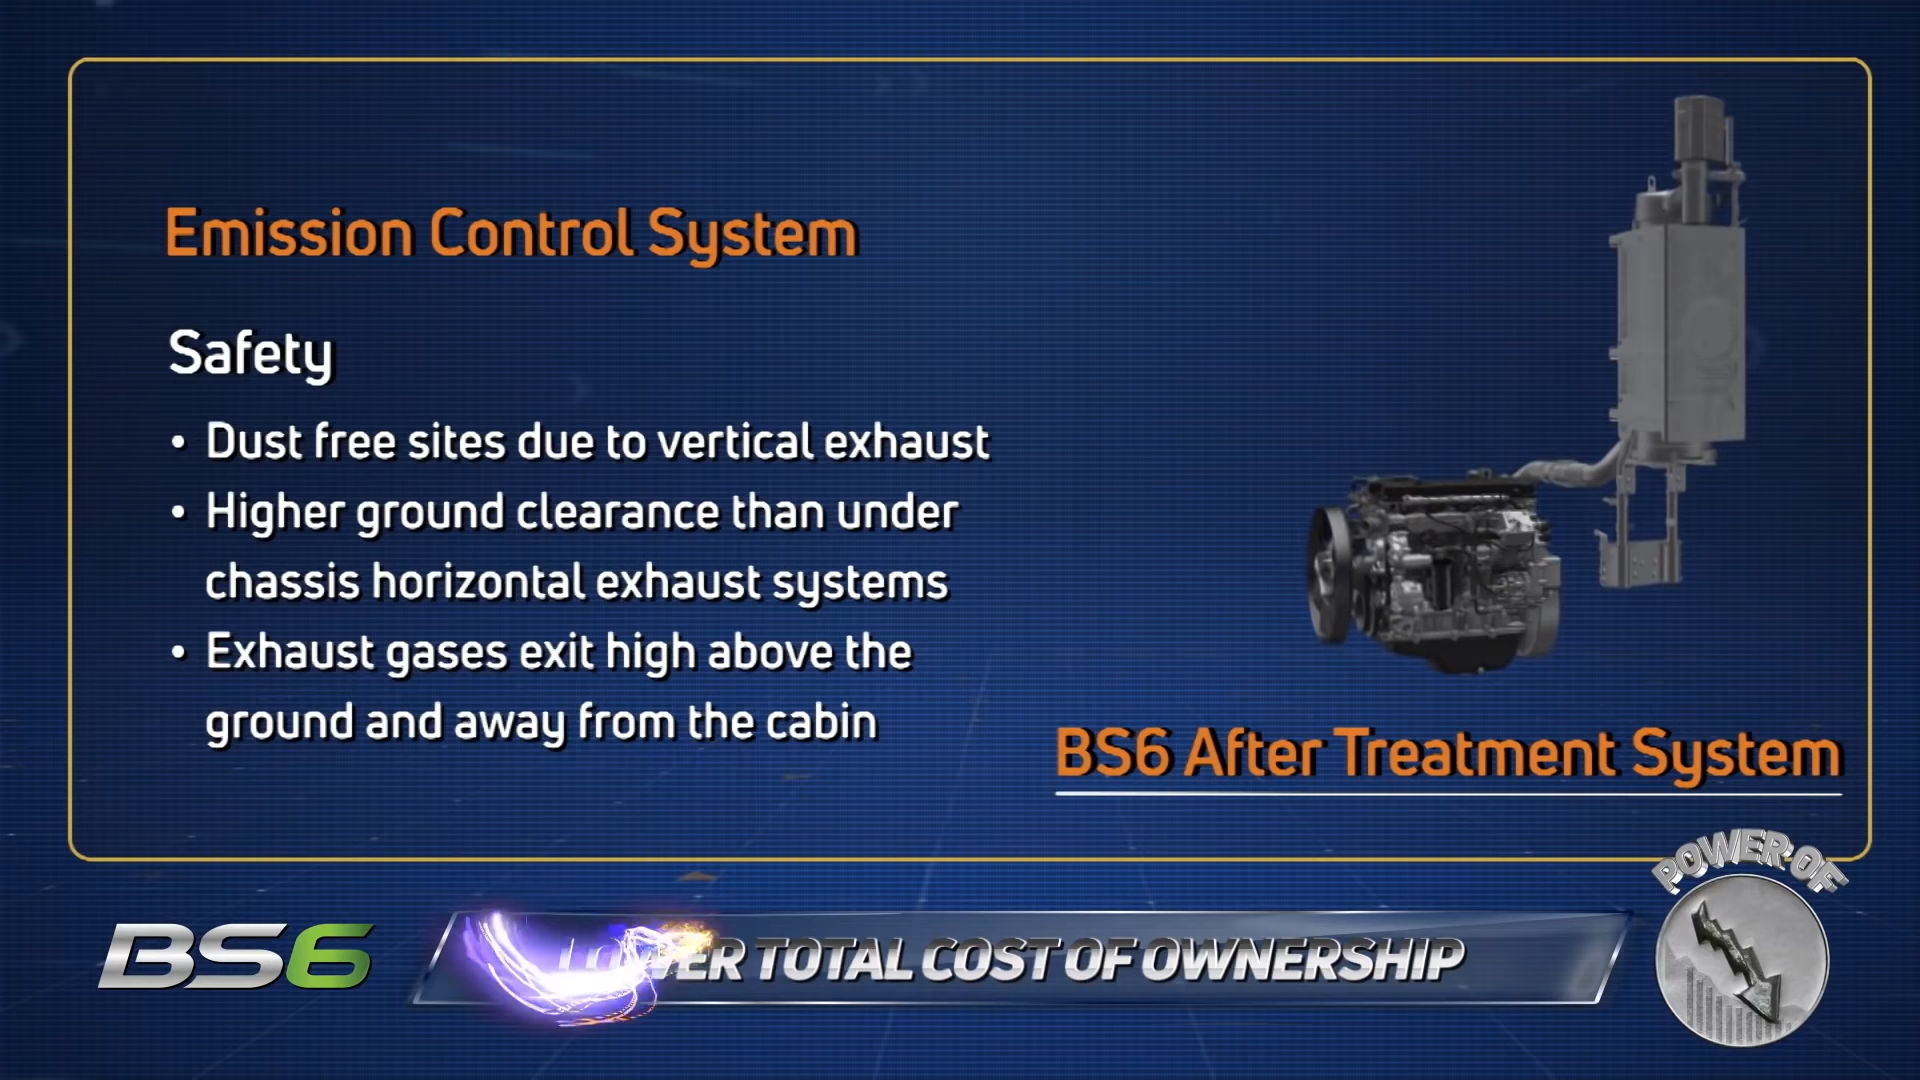 Emission Control System
Safety
• Dust free sites due to vertical exhaust
• Higher ground clearance than under
chassis horizontal exhaust systems
• Exhaust gases exit high above the
ground and away from the cabin
BS6 After Treatment System
POWER OF
BS6
LOWER TOTAL COST OF OWNERSHIP